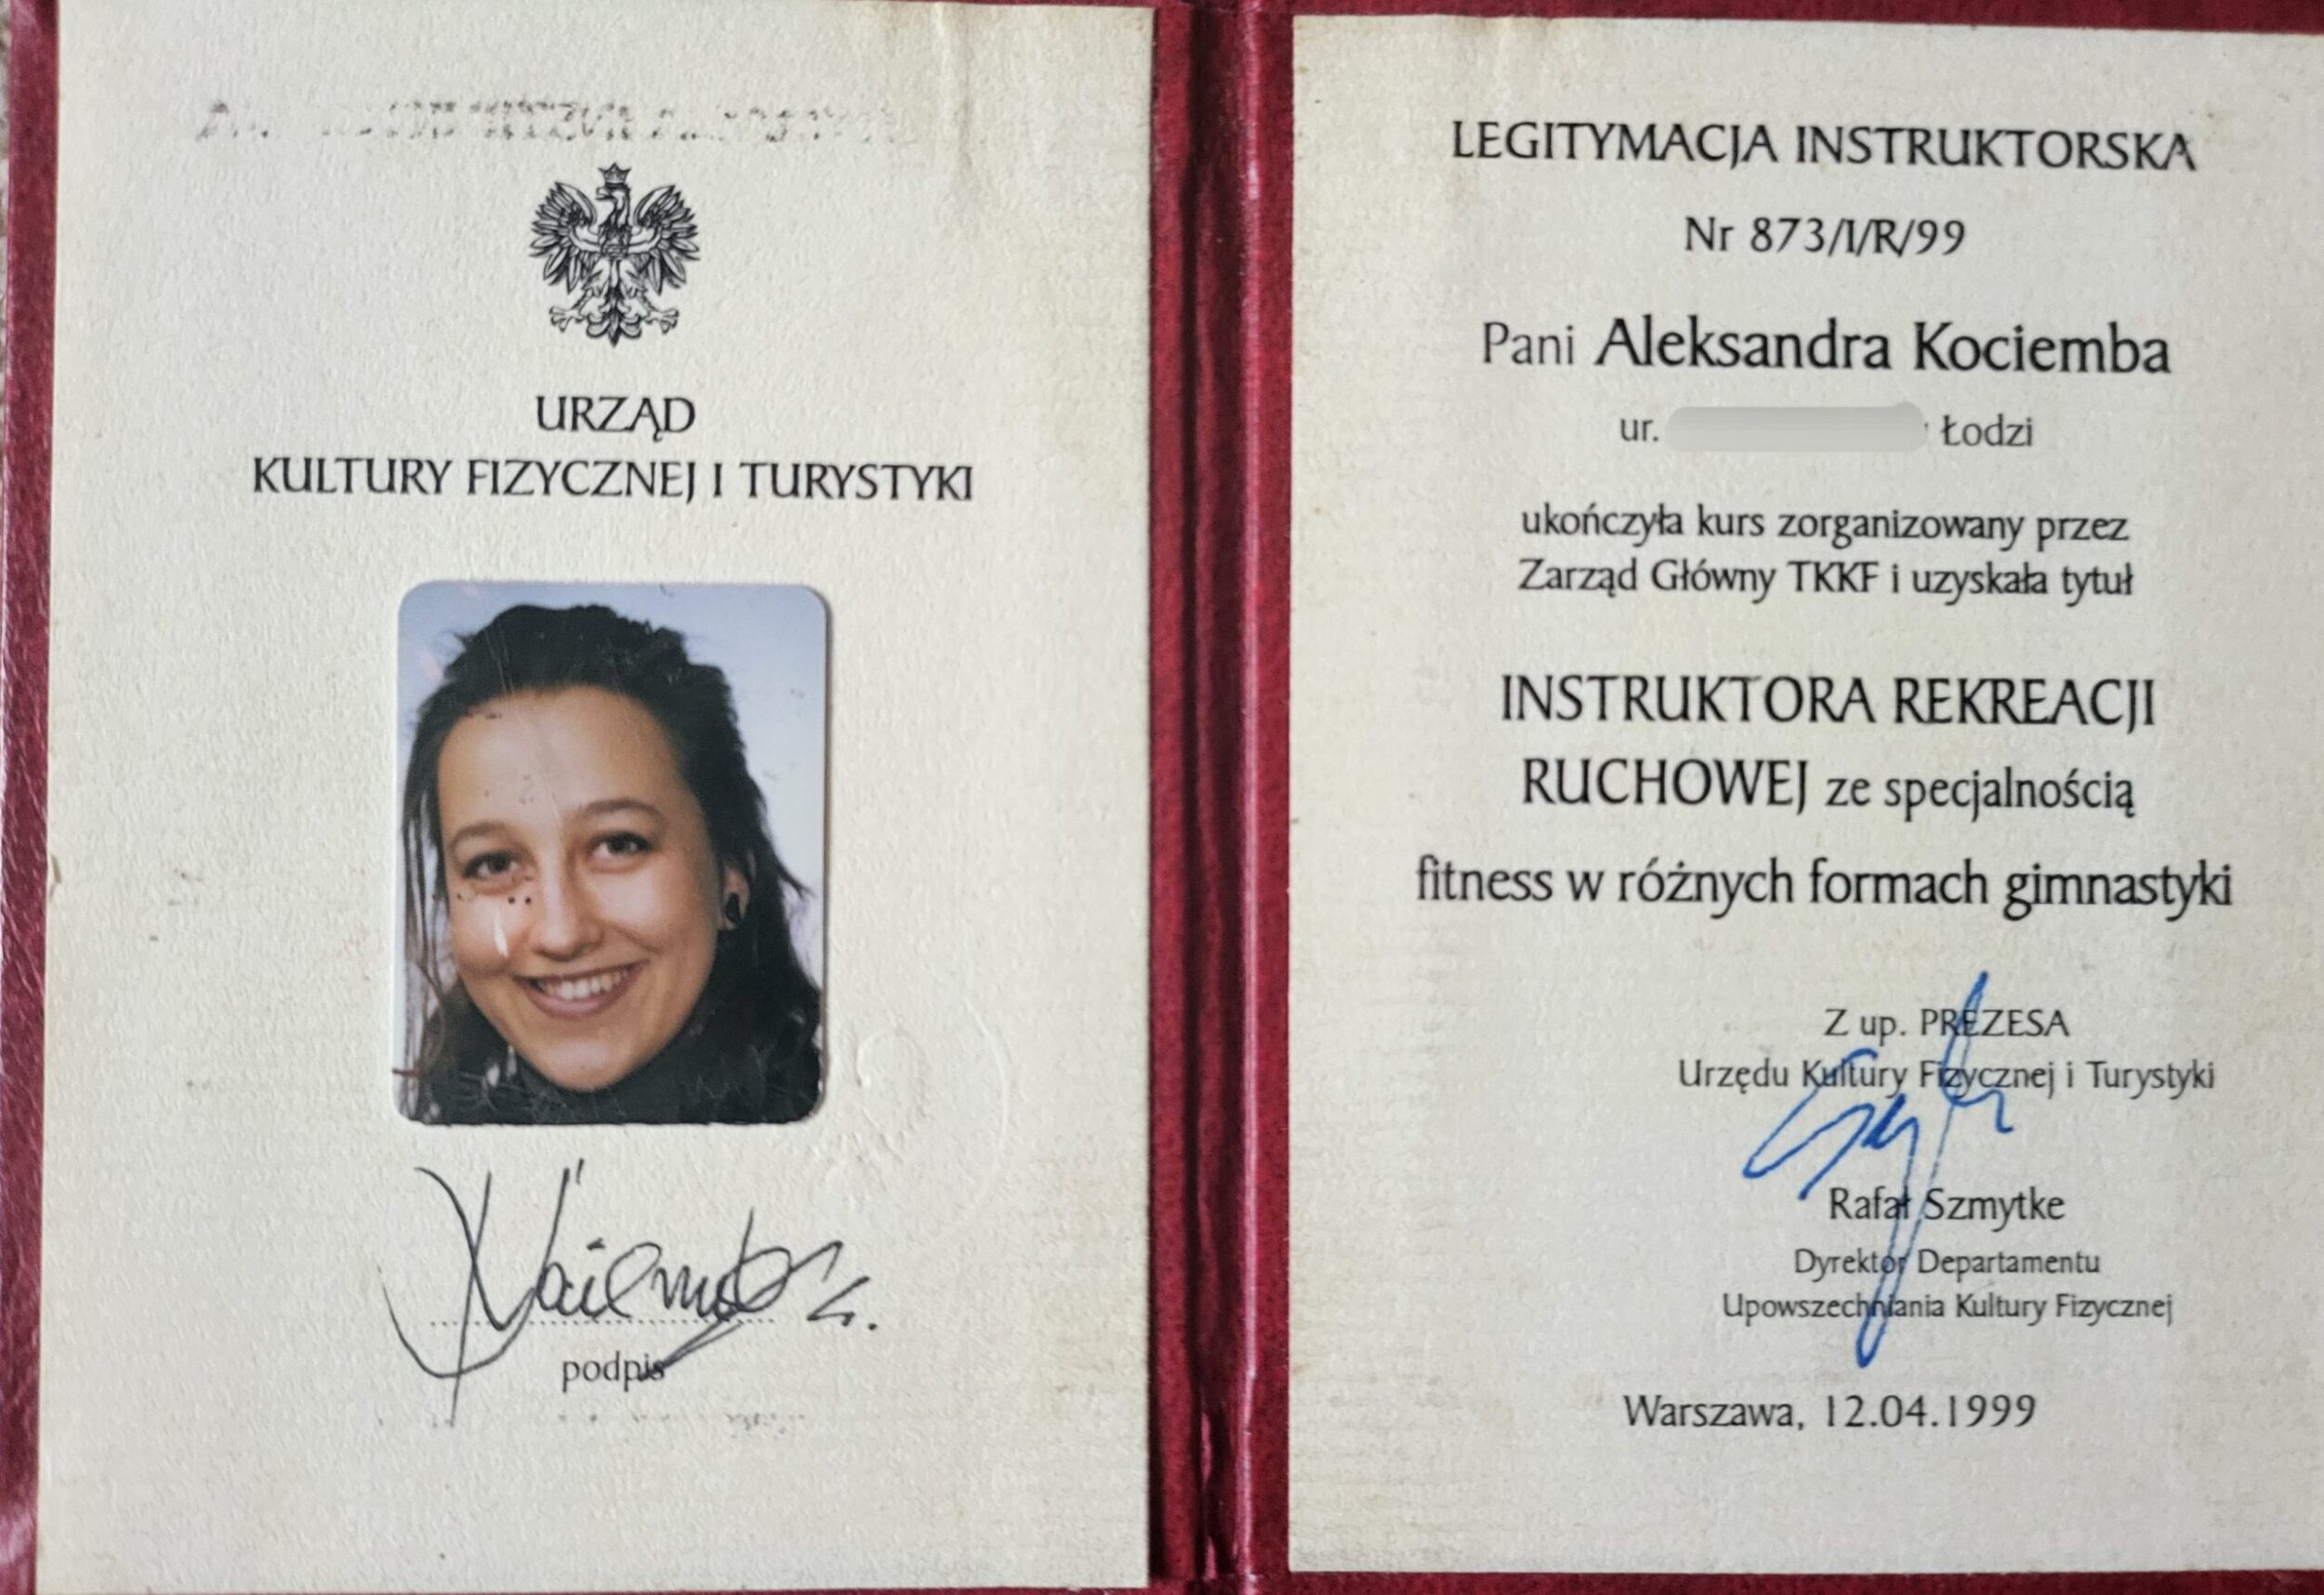 URZĄD
KULTURY FIZYCZNEJ I TURYSTYKI
podpis
LEGITYMACJA INSTRUKTORSKA
Nr 873/I/R/99
Pani Aleksandra Kociemba
ur. Łodzi
ukończyła kurs zorganizowany przez
Zarząd Główny TKKF i uzyskała tytuł
INSTRUKTORA REKREACJI
RUCHOWEJ ze specjalnością
fitness w różnych formach gimnastyki
Z up. PREZESA
Urzędu Kultury Fizycznej i Turystyki
Rafał Szmytke
Dyrektor Departamentu
Upowszechniania Kultury Fizycznej
Warszawa, 12.04.1999